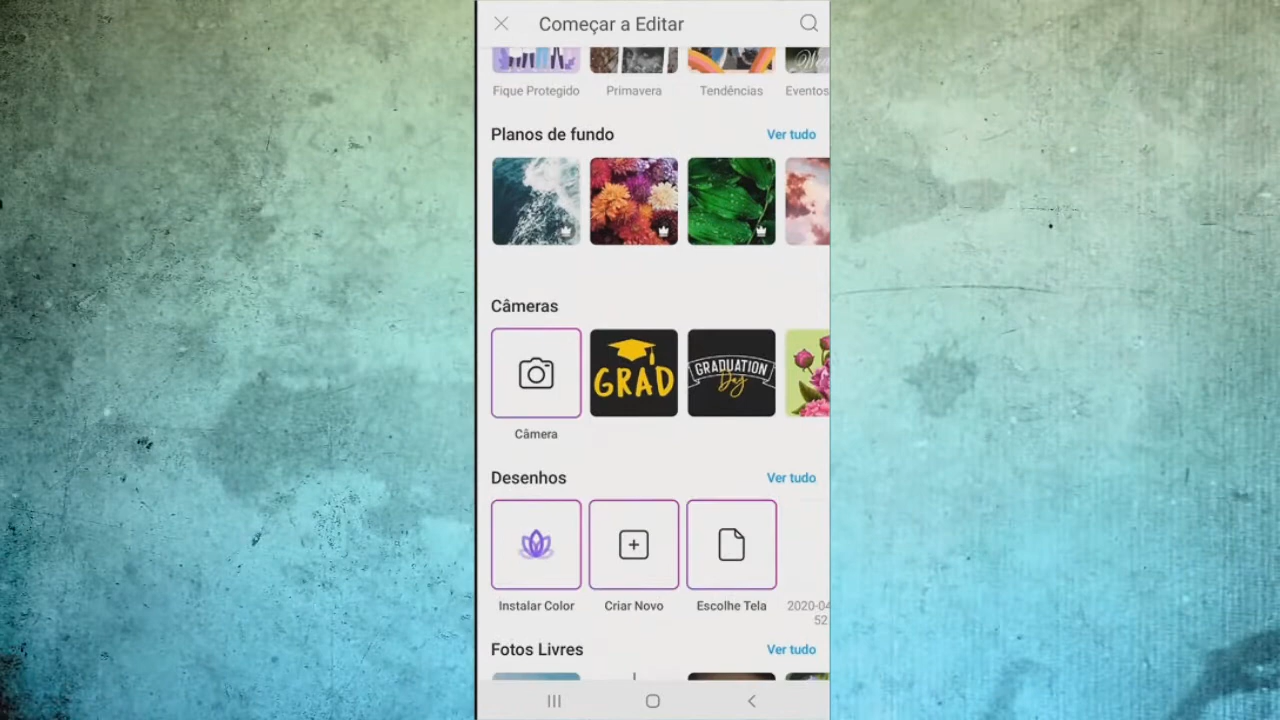 Começar a Editar
Fique Protegido
Primavera
Tendências
Eventos
Planos de fundo
Ver tudo
Câmeras
GRAD
GRADUATION
Day
Câmera
Desenhos
Ver tudo
Instalar Color
Criar Novo
Escolhe Tela
2020-04
52
Fotos Livres
Ver tudo